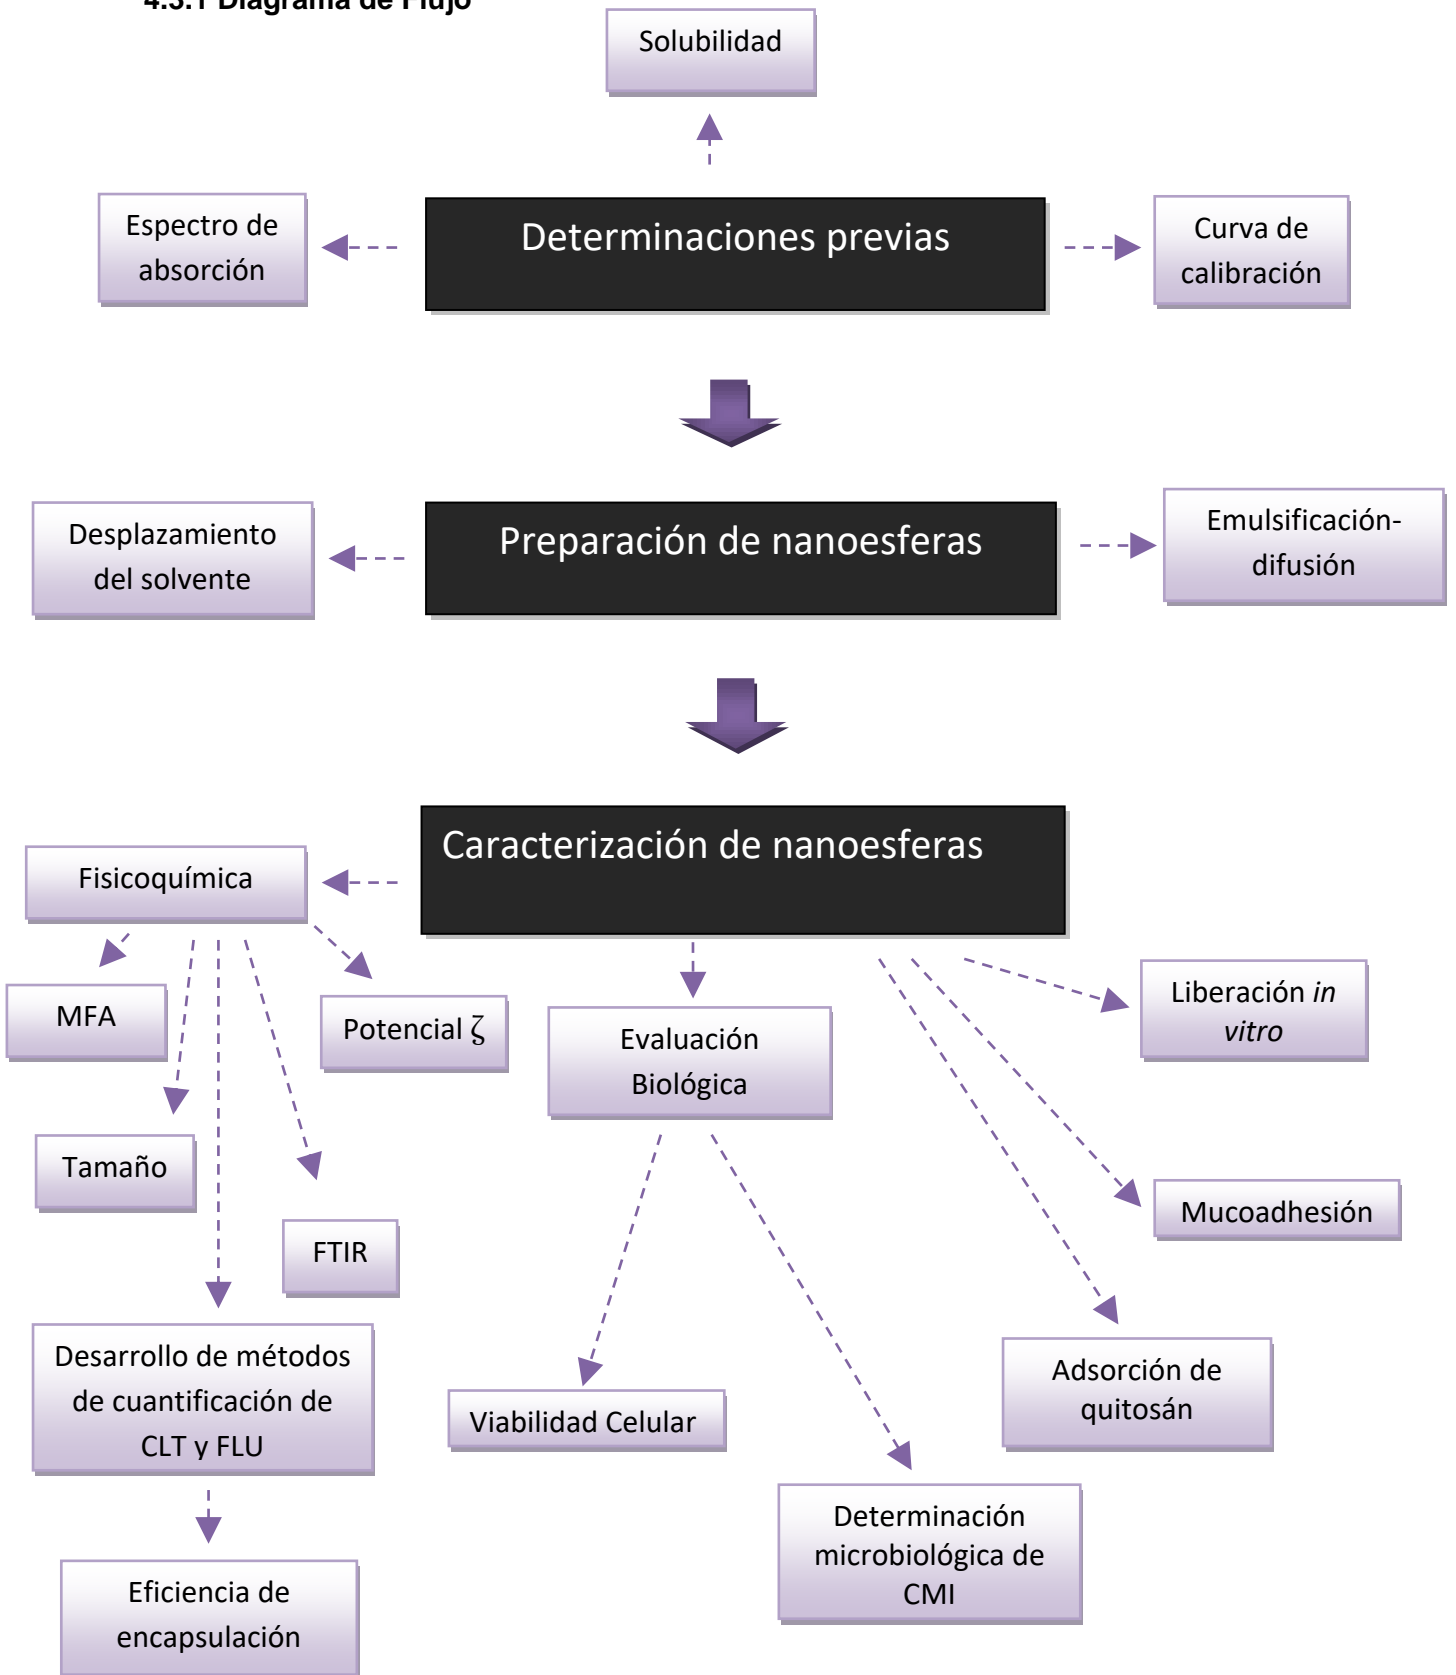 4.3.1 Diagrama de Flujo
Solubilidad
Espectro de
absorción
Determinaciones previas
Curva de
calibración
Desplazamiento
del solvente
Preparación de nanoesferas
Emulsificación-
difusión
Caracterización de nanoesferas
Fisicoquímica
MFA
Potencial ζ
Tamaño
FTIR
Desarrollo de métodos
de cuantificación de
CLT y FLU
Eficiencia de
encapsulación
Evaluación
Biológica
Viabilidad Celular
Determinación
microbiológica de
CMI
Liberación in
vitro
Mucoadhesión
Adsorción de
quitosán